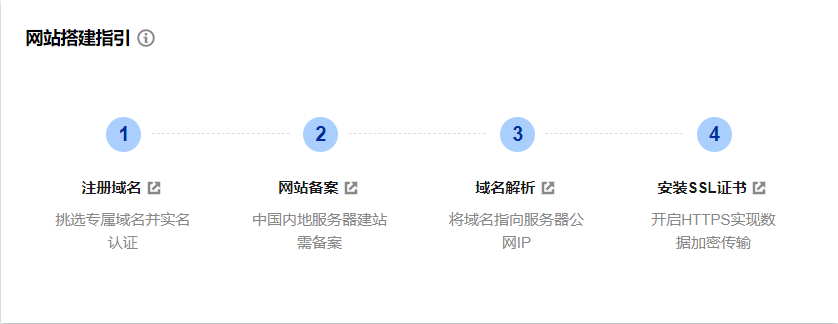 网站搭建指引
1
2
3
4
注册域名
网站备案
域名解析
安装SSL证书
挑选专属域名并实名
认证
中国内地服务器建站
需备案
将域名指向服务器公
网IP
开启HTTPS实现数
据加密传输